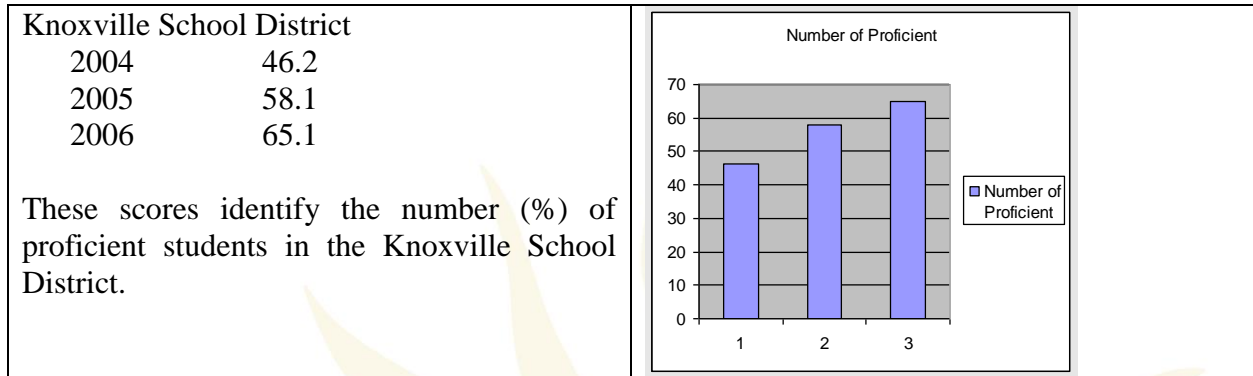 Knoxville School District
2004 46.2
2005 58.1
2006 65.1
These scores identify the number (%) of
proficient students in the Knoxville School
District.
Number of Proficient
70
60
50
40
30
20
10
0
1 2 3
Number of
Proficient